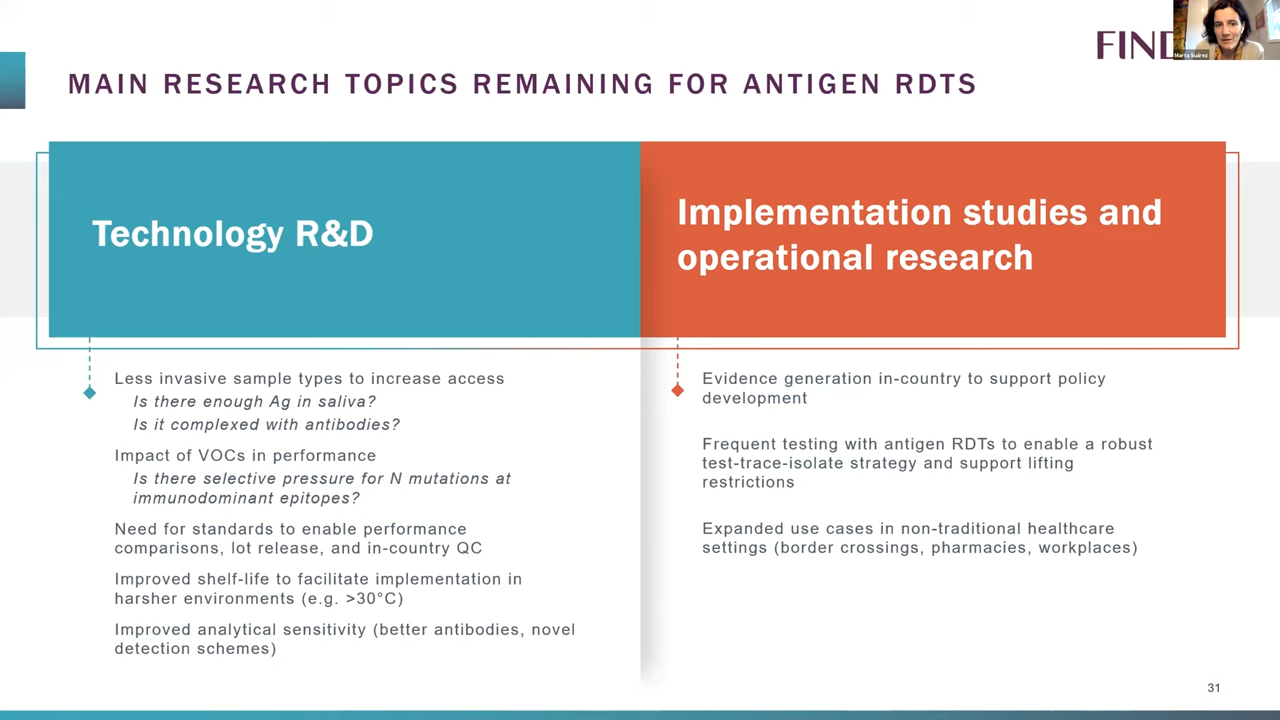 FIND
Marta Suárez
MAIN RESEARCH TOPICS REMAINING FOR ANTIGEN RDTS
Technology R&D
Implementation studies and
operational research
Less invasive sample types to increase access
Is there enough Ag in saliva?
Is it complexed with antibodies?
Impact of VOCs in performance
Is there selective pressure for N mutations at
immunodominant epitopes?
Need for standards to enable performance
comparisons, lot release, and in-country QC
Improved shelf-life to facilitate implementation in
harsher environments (e.g. >30°C)
Improved analytical sensitivity (better antibodies, novel
detection schemes)
Evidence generation in-country to support policy
development
Frequent testing with antigen RDTs to enable a robust
test-trace-isolate strategy and support lifting
restrictions
Expanded use cases in non-traditional healthcare
settings (border crossings, pharmacies, workplaces)
31